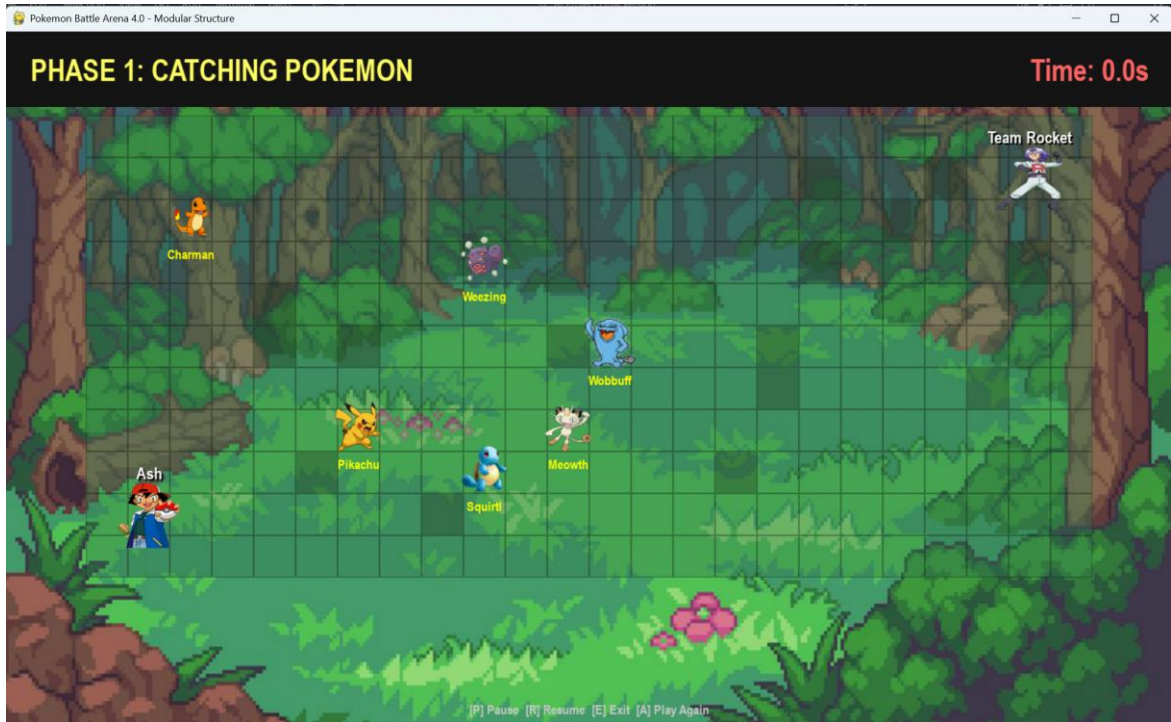 Pokemon Battle Arena 4.0 - Modular Structure
PHASE 1: CATCHING POKEMON
Time: 0.0s
Team Rocket
Charman
Weezing
Wobbuff
Pikachu
Meowth
Ash
Squirtl
[P] Pause [R] Resume [E] Exit [A] Play Again